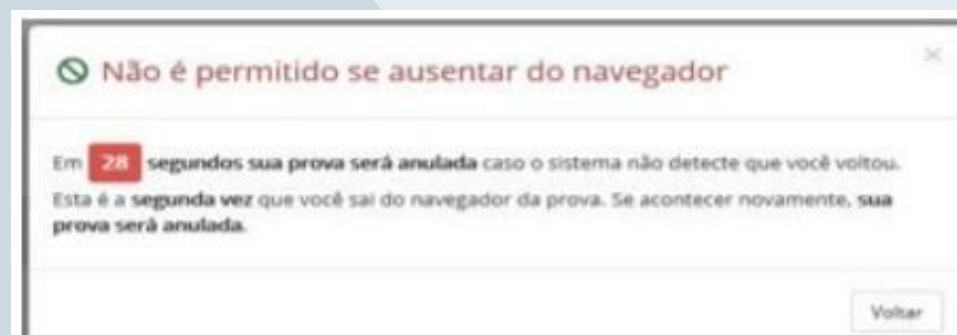 Não é permitido se ausentar do navegador
Em 28 segundos sua prova será anulada caso o sistema não detecte que você voltou.
Esta é a segunda vez que você sai do navegador da prova. Se acontecer novamente, sua
prova será anulada.
Voltar